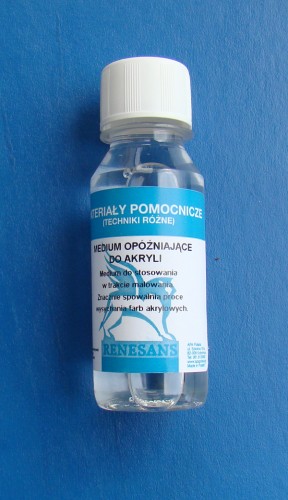 MATERIAŁY POMOCNICZE
(TECHNIKI RÓŻNE)
MEDIUM OPÓŹNIAJĄCE
DO AKRYLI
Medium do stosowania
w trakcie malowania.
Znacznie spowalnia proces
wysychania farb akrylowych.
RENESANS